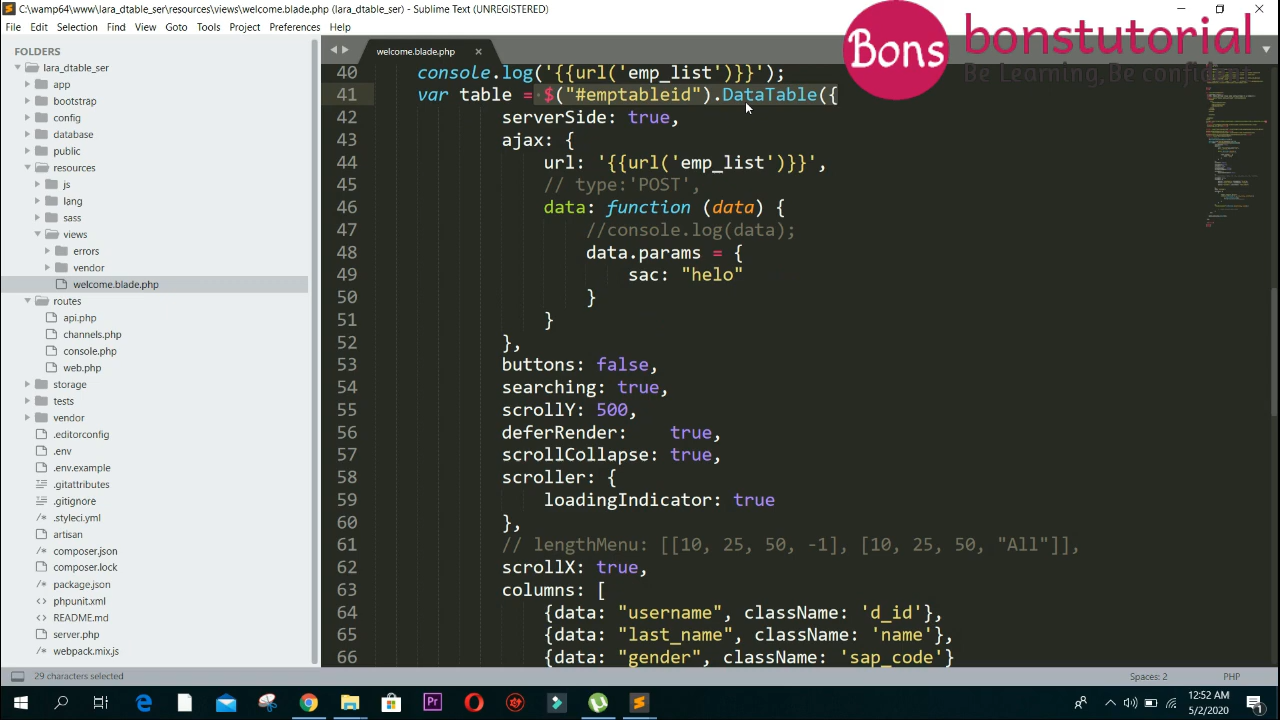 C:\wamp64\www\lara_dtable_ser\resources\views\welcome.blade.php (lara_dtable_ser) - Sublime Text (UNREGISTERED)
File Edit Selection Find View Goto Tools Project Preferences Help
Bons
bonstutorial
Be Learning,Be confident
FOLDERS
lara_dtable_ser
app
bootstrap
config
database
public
resources
js
lang
sass
views
errors
vendor
welcome.blade.php
routes
api.php
channels.php
console.php
web.php
storage
tests
vendor
.editorconfig
.env
.env.example
.gitattributes
.gitignore
.styleci.yml
artisan
composer.json
composer.lock
package.json
phpunit.xml
README.md
server.php
webpack.mix.js
welcome.blade.php
40 console.log('{{url('emp_list')}}');
41 var table = $("#emptableid").DataTable({
42 serverSide: true,
43 ajax: {
44 url: '{{url('emp_list')}}',
45 // type:'POST',
46 data: function (data) {
47 //console.log(data);
48 data.params = {
49 sac: "helo"
50 }
51 }
52 },
53 buttons: false,
54 searching: true,
55 scrollY: 500,
56 deferRender: true,
57 scrollCollapse: true,
58 scroller: {
59 loadingIndicator: true
60 },
61 // lengthMenu: [[10, 25, 50, -1], [10, 25, 50, "All"]],
62 scrollX: true,
63 columns: [
64 {data: "username", className: 'd_id'},
65 {data: "last_name", className: 'name'},
66 {data: "gender", className: 'sap_code'}
29 characters selected
Spaces: 2
PHP
12:52 AM
5/2/2020